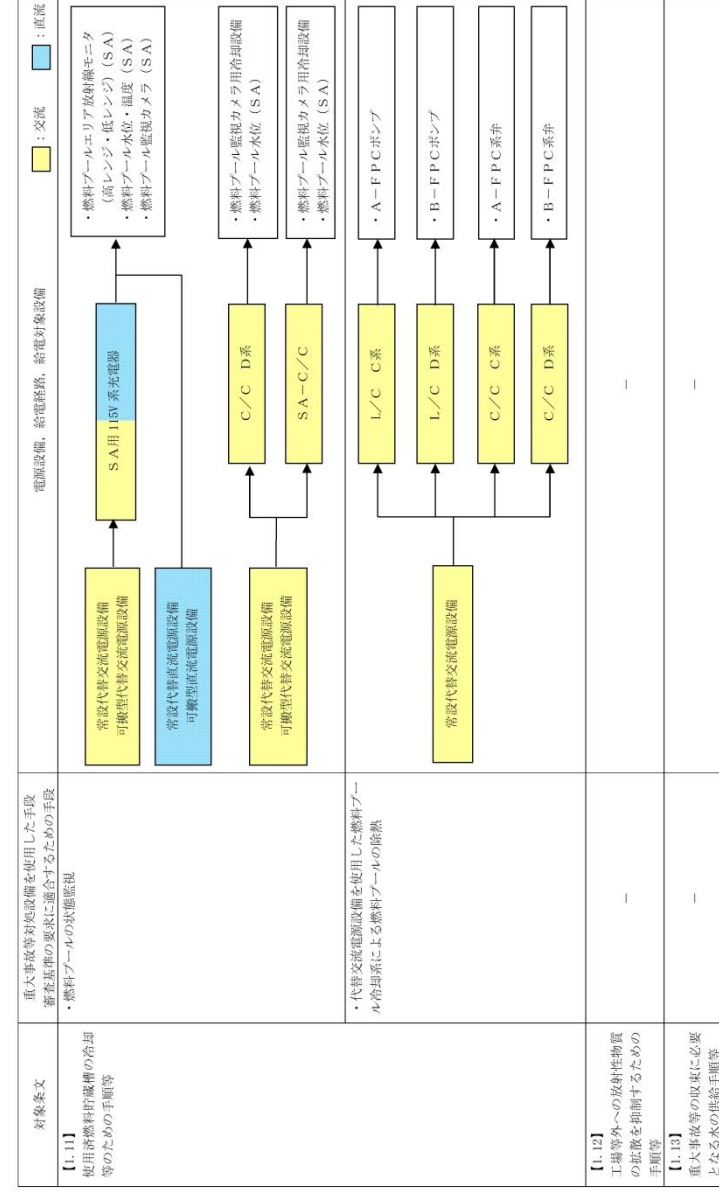 ：交流
：直流
対象条文
重大事故等対処設備を使用した手段
審査基準の要求に適合するための手段
電源設備，給電経路，給電対象設備
【1.11】
使用済燃料貯蔵槽の冷却
等のための手順等
・燃料プールの状態監視
常設代替交流電源設備
可搬型代替交流電源設備
ＳＡ用115V系充電器
・燃料プールエリア放射線モニタ
（高レンジ・低レンジ）（ＳＡ）
・燃料プール水位・温度（ＳＡ）
・燃料プール監視カメラ（ＳＡ）
常設代替直流電源設備
可搬型直流電源設備
常設代替交流電源設備
可搬型代替交流電源設備
Ｃ／Ｃ　Ｄ系
・燃料プール監視カメラ用冷却設備
・燃料プール水位（ＳＡ）
ＳＡ－Ｃ／Ｃ
・燃料プール監視カメラ用冷却設備
・燃料プール水位（ＳＡ）
・代替交流電源設備を使用した燃料プー
ル冷却系による燃料プールの除熱
常設代替交流電源設備
Ｌ／Ｃ　Ｃ系
・Ａ－ＦＰＣポンプ
Ｌ／Ｃ　Ｄ系
・Ｂ－ＦＰＣポンプ
Ｃ／Ｃ　Ｃ系
・Ａ－ＦＰＣ系弁
Ｃ／Ｃ　Ｄ系
・Ｂ－ＦＰＣ系弁
【1.12】
工場等外への放射性物質
の拡散を抑制するための
手順等
－
－
【1.13】
重大事故等の収束に必要
となる水の供給手順等
－
－